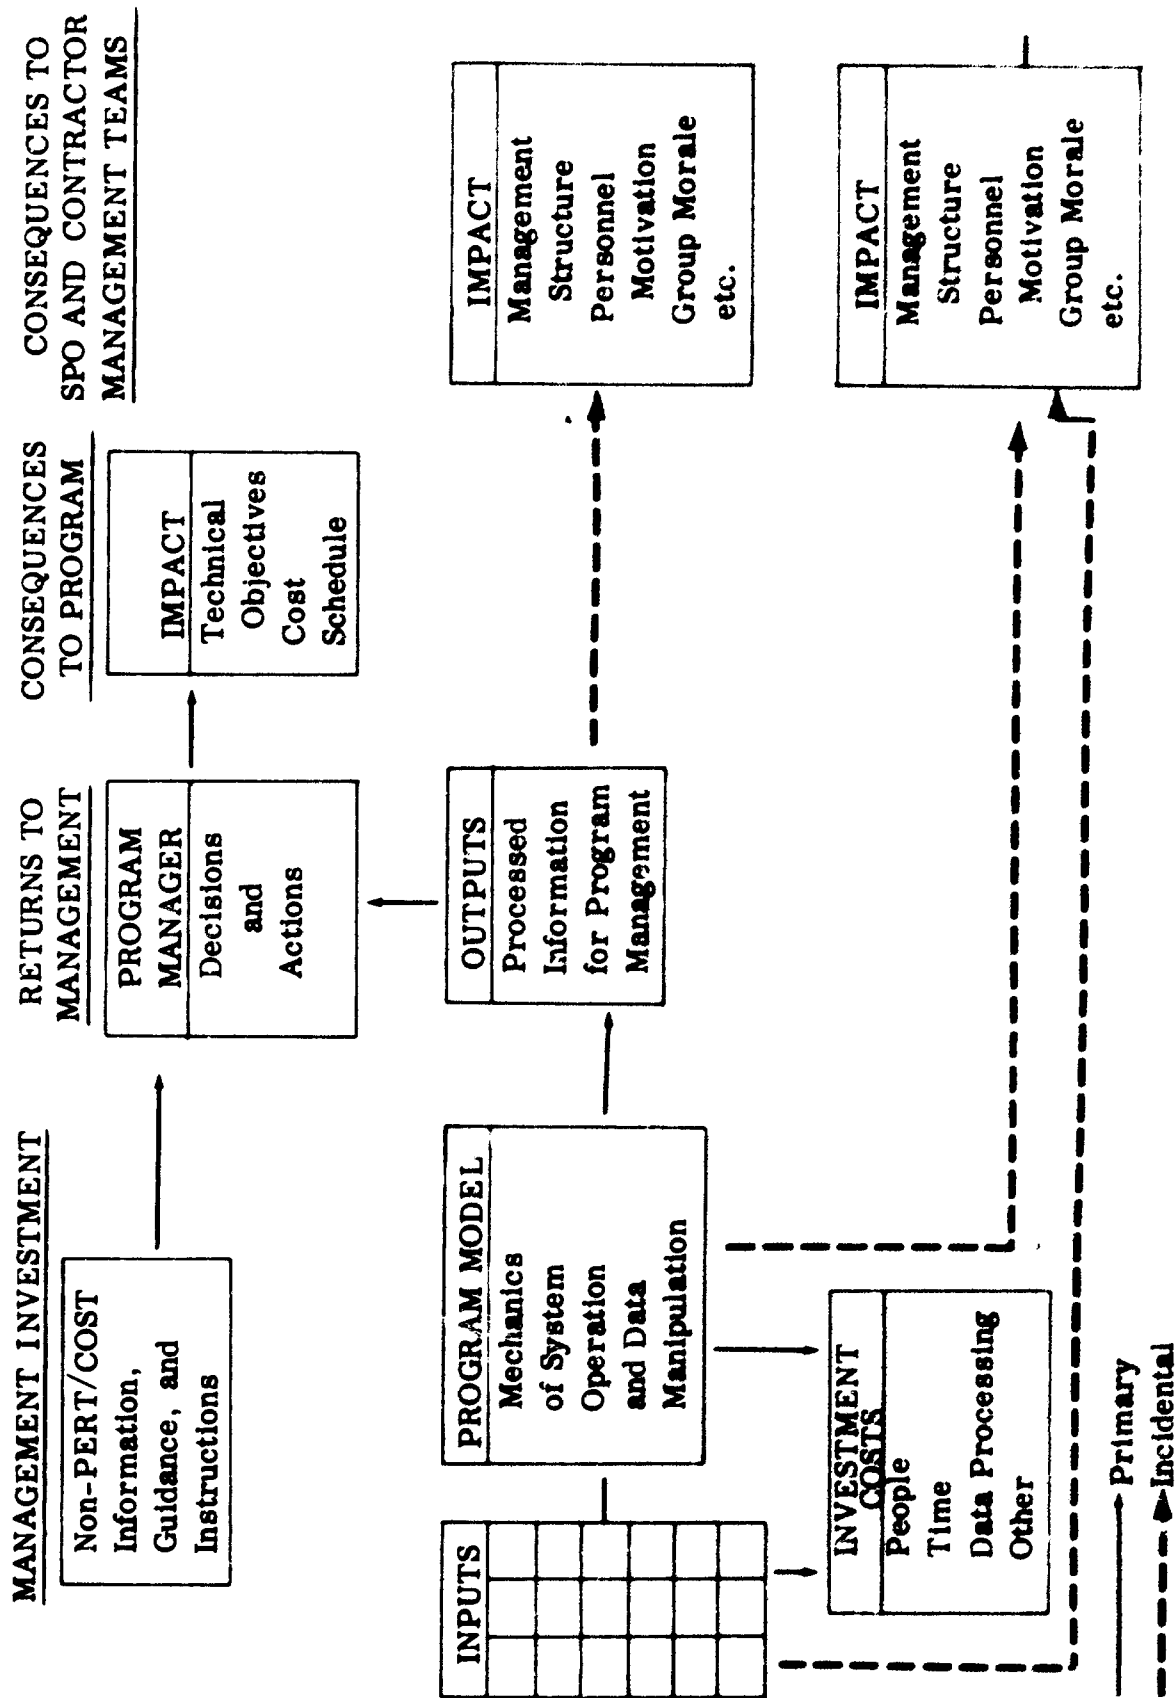 MANAGEMENT INVESTMENT
RETURNS TO
MANAGEMENT
CONSEQUENCES
TO PROGRAM
CONSEQUENCES TO
SPO AND CONTRACTOR
MANAGEMENT TEAMS
Non-PERT/COST
Information,
Guidance, and
Instructions
PROGRAM
MANAGER
Decisions
and
Actions
IMPACT
Technical
Objectives
Cost
Schedule
INPUTS
PROGRAM MODEL
Mechanics
of System
Operation
and Data
Manipulation
OUTPUTS
Processed
Information
for Program
Management
IMPACT
Management
Structure
Personnel
Motivation
Group Morale
etc.
INVESTMENT
COSTS
People
Time
Data Processing
Other
IMPACT
Management
Structure
Personnel
Motivation
Group Morale
etc.
Primary
Incidental